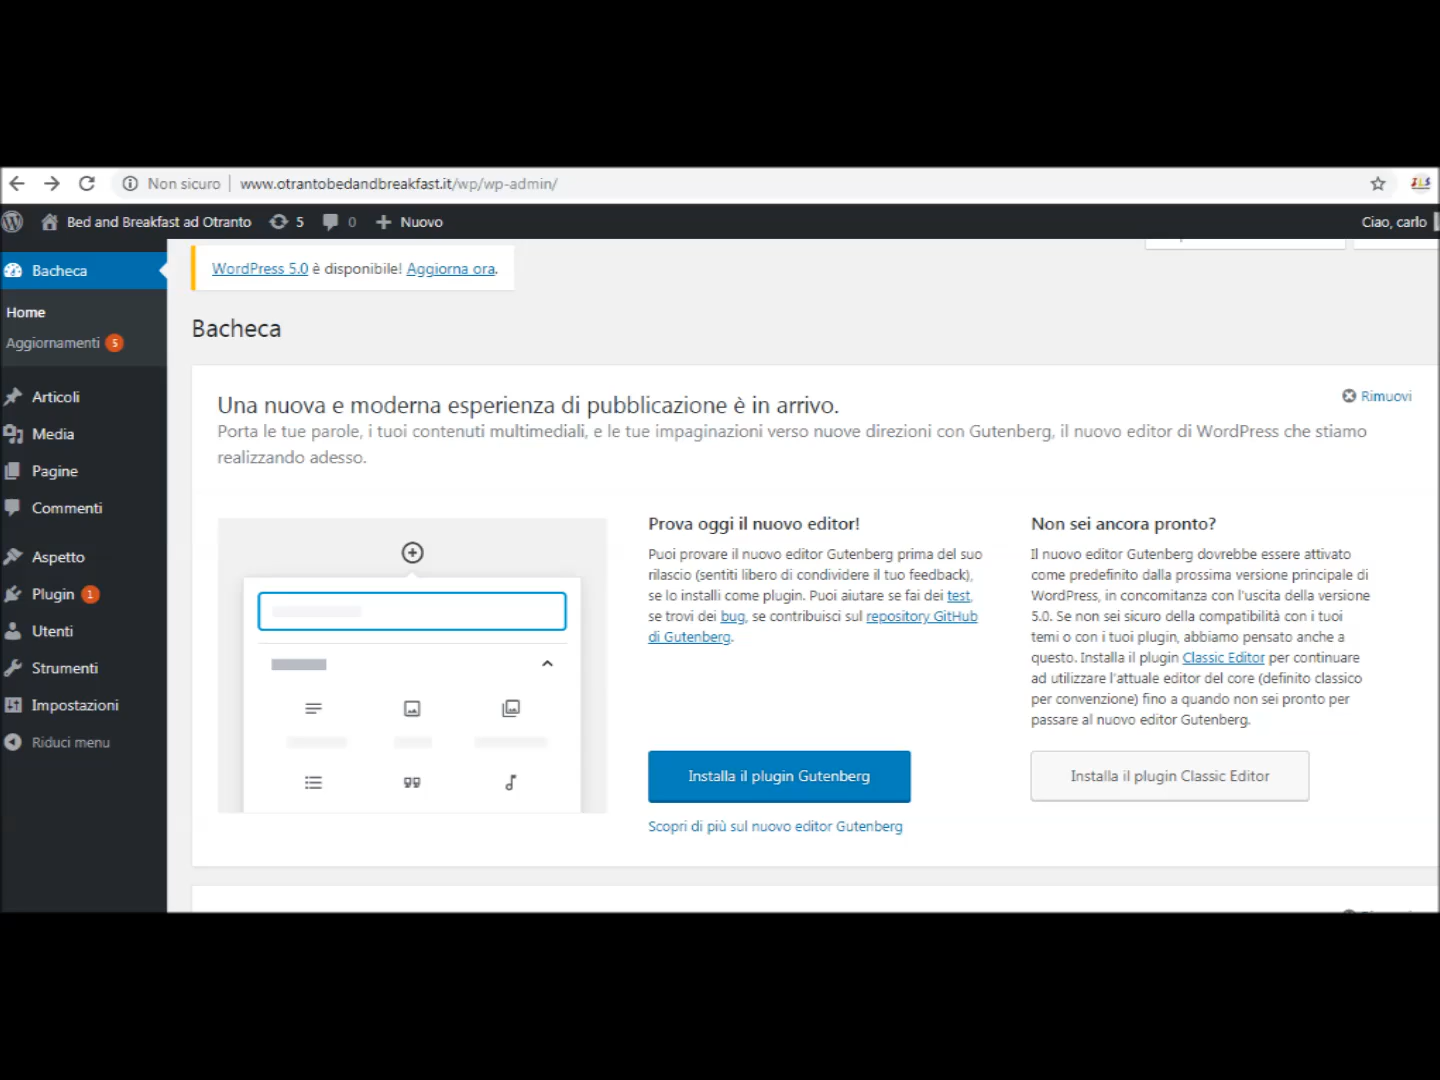 Non sicuro www.otrantobedandbreakfast.it/wp/wp-admin/
Bed and Breakfast ad Otranto 5 0 Nuovo
Ciao, carlo
Bacheca
Home
Aggiornamenti 5
Articoli
Media
Pagine
Commenti
Aspetto
Plugin 1
Utenti
Strumenti
Impostazioni
Riduci menu
WordPress 5.0 è disponibile! Aggiorna ora.
Bacheca
Rimuovi
Una nuova e moderna esperienza di pubblicazione è in arrivo.
Porta le tue parole, i tuoi contenuti multimediali, e le tue impaginazioni verso nuove direzioni con Gutenberg, il nuovo editor di WordPress che stiamo
realizzando adesso.
Prova oggi il nuovo editor!
Puoi provare il nuovo editor Gutenberg prima del suo
rilascio (sentiti libero di condividere il tuo feedback),
se lo installi come plugin. Puoi aiutare se fai dei test,
se trovi dei bug, se contribuisci sul repository GitHub
di Gutenberg.
Installa il plugin Gutenberg
Scopri di più sul nuovo editor Gutenberg
Non sei ancora pronto?
Il nuovo editor Gutenberg dovrebbe essere attivato
come predefinito dalla prossima versione principale di
WordPress, in concomitanza con l'uscita della versione
5.0. Se non sei sicuro della compatibilità con i tuoi
temi o con i tuoi plugin, abbiamo pensato anche a
questo. Installa il plugin Classic Editor per continuare
ad utilizzare l'attuale editor del core (definito classico
per convenzione) fino a quando non sei pronto per
passare al nuovo editor Gutenberg.
Installa il plugin Classic Editor